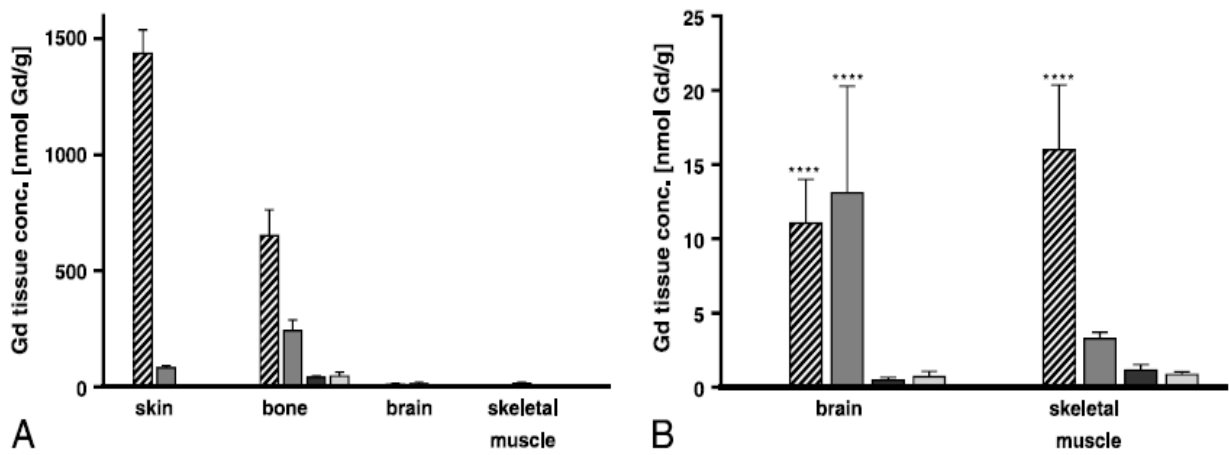 Gd tissue conc. [nmol Gd/g]
1500
1000
500
0
skin bone brain skeletal
muscle
A
Gd tissue conc. [nmol Gd/g]
25
20
15
10
5
0
****
****
****
brain skeletal
muscle
B